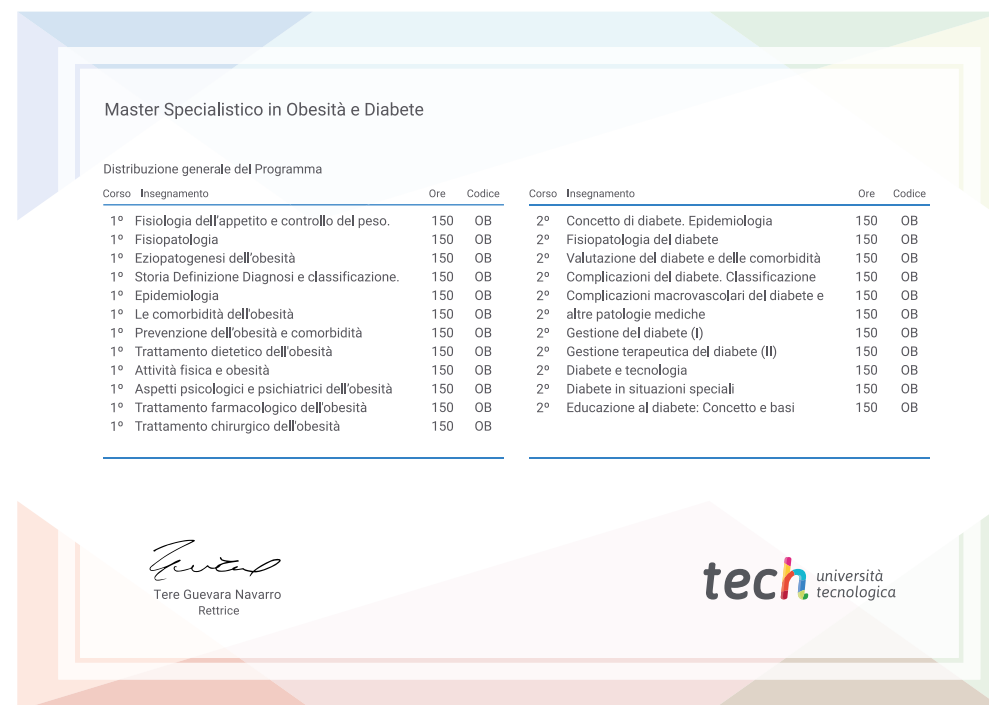 Master Specialistico in Obesità e Diabete
Distribuzione generale del Programma
Corso Insegnamento Ore Codice
1º Fisiologia dell'appetito e controllo del peso. 150 OB
1º Fisiopatologia 150 OB
1º Eziopatogenesi dell'obesità 150 OB
1º Storia Definizione Diagnosi e classificazione. 150 OB
1º Epidemiologia 150 OB
1º Le comorbidità dell'obesità 150 OB
1º Prevenzione dell'obesità e comorbidità 150 OB
1º Trattamento dietetico dell'obesità 150 OB
1º Attività fisica e obesità 150 OB
1º Aspetti psicologici e psichiatrici dell'obesità 150 OB
1º Trattamento farmacologico dell'obesità 150 OB
1º Trattamento chirurgico dell'obesità 150 OB
Corso Insegnamento Ore Codice
2º Concetto di diabete. Epidemiologia 150 OB
2º Fisiopatologia del diabete 150 OB
2º Valutazione del diabete e delle comorbidità 150 OB
2º Complicazioni del diabete. Classificazione 150 OB
2º Complicazioni macrovascolari del diabete e 150 OB
2º altre patologie mediche 150 OB
2º Gestione del diabete (I) 150 OB
2º Gestione terapeutica del diabete (II) 150 OB
2º Diabete e tecnologia 150 OB
2º Diabete in situazioni speciali 150 OB
2º Educazione al diabete: Concetto e basi 150 OB
Tere Guevara Navarro
Rettrice
tech università
tecnologica